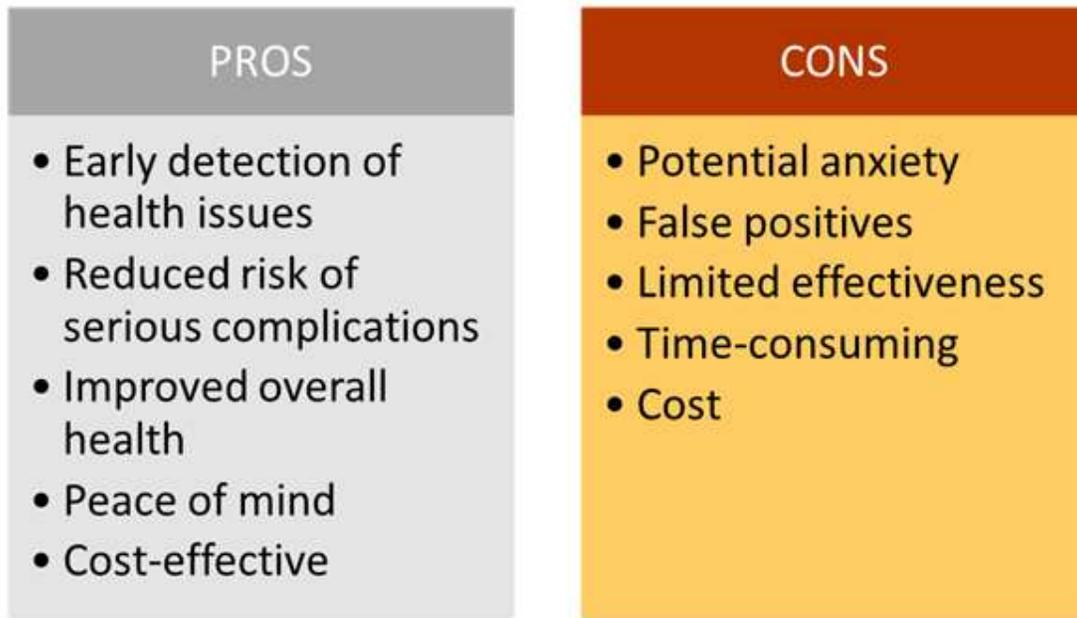 PROS
• Early detection of
health issues
• Reduced risk of
serious complications
• Improved overall
health
• Peace of mind
• Cost-effective
CONS
• Potential anxiety
• False positives
• Limited effectiveness
• Time-consuming
• Cost